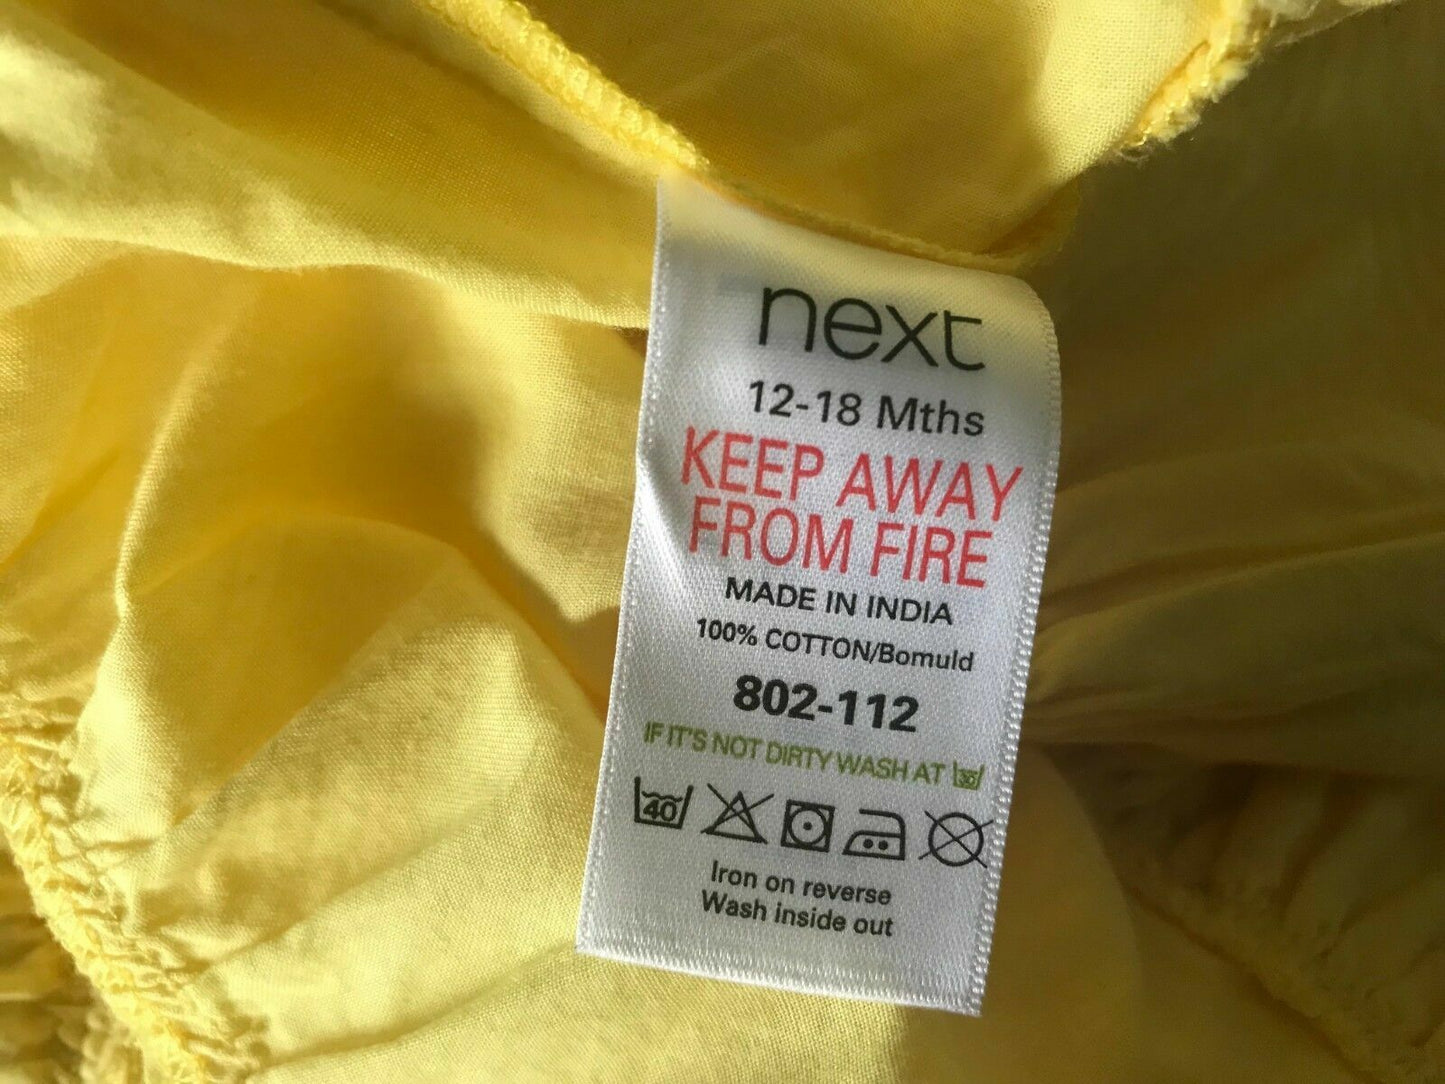 next
12-18 Mths
KEEP AWAY
FROM FIRE
MADE IN INDIA
100% COTTON/Bomuld
802-112
IF IT'S NOT DIRTY WASH AT 30
40
Iron on reverse
Wash inside out